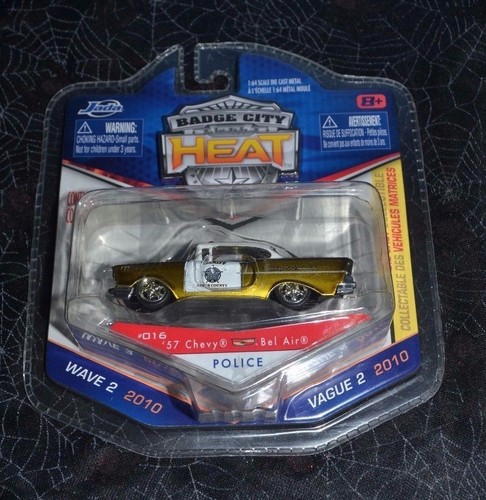 1:64 SCALE DIE CAST METAL
À L'ÉCHELLE 1:64 MÉTAL MOULÉ
Jada
8+
BADGE CITY
HEAT
WARNING:
CHOKING HAZARD-Small parts.
Not for children under 3 years.
AVERTISSEMENT:
RISQUE DE SUFFOCATION - Petites pièces.
Ne convient pas aux enfants de moins de 3 ans.
COLLECTABLE DES VEHICULES MATRICES
#016
'57 Chevy® Bel Air®
POLICE
WAVE 2 2010
VAGUE 2 2010